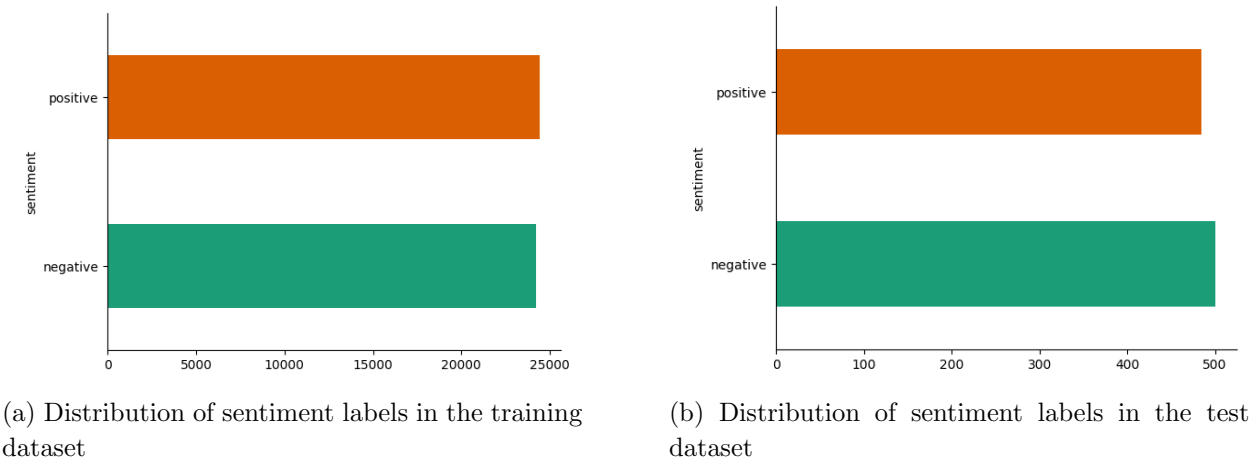 positive
sentiment
negative
0 5000 10000 15000 20000 25000
(a) Distribution of sentiment labels in the training
dataset
positive
sentiment
negative
0 100 200 300 400 500
(b) Distribution of sentiment labels in the test
dataset